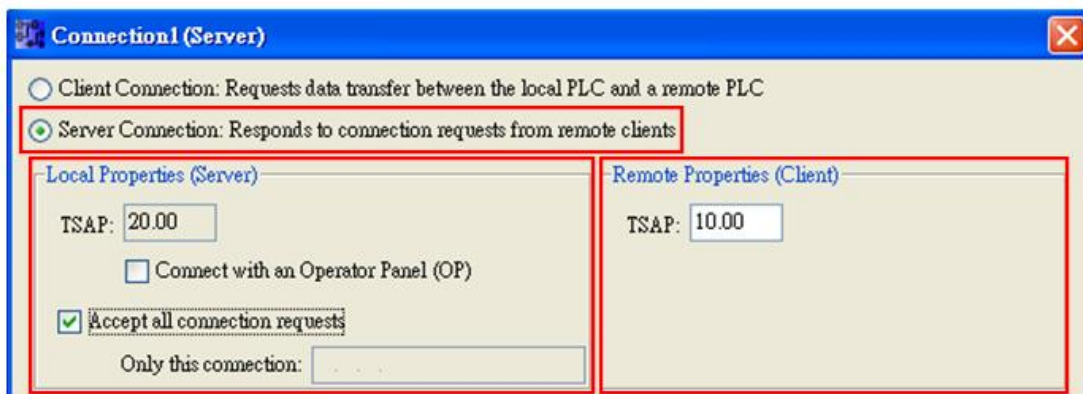 Connection1 (Server)
Client Connection: Requests data transfer between the local PLC and a remote PLC
Server Connection: Responds to connection requests from remote clients
Local Properties (Server)
TSAP: 20.00
Connect with an Operator Panel (OP)
Accept all connection requests
Only this connection: . . .
Remote Properties (Client)
TSAP: 10.00